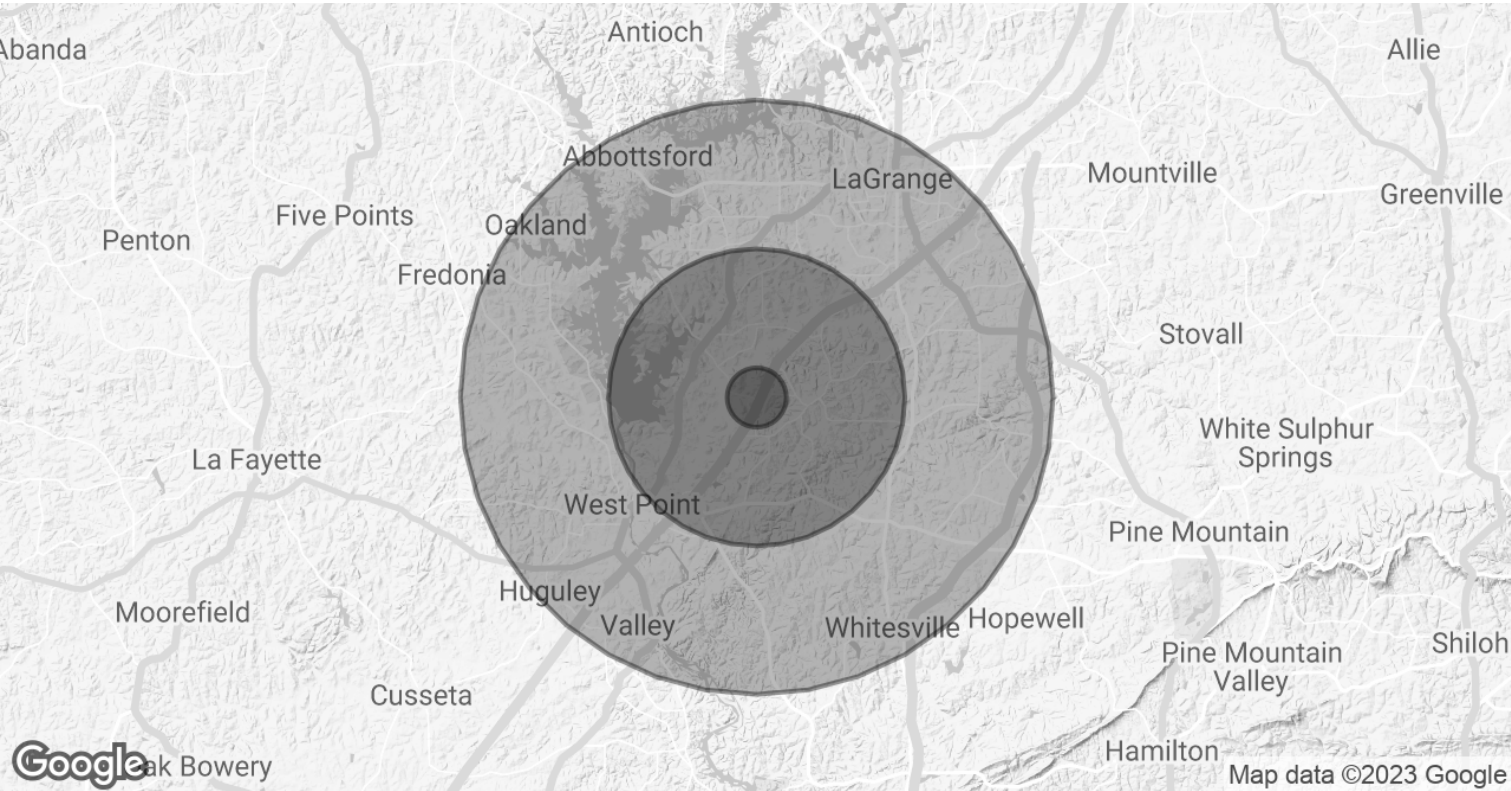 Antioch
Abanda
Allie
Abbottsford
LaGrange
Mountville
Greenville
Five Points
Oakland
Penton
Fredonia
Stovall
White Sulphur
Springs
La Fayette
West Point
Pine Mountain
Huguley
Moorefield
Valley
Whitesville
Hopewell
Shiloh
Pine Mountain
Valley
Cusseta
Hamilton
Google
ak Bowery
Map data ©2023 Google